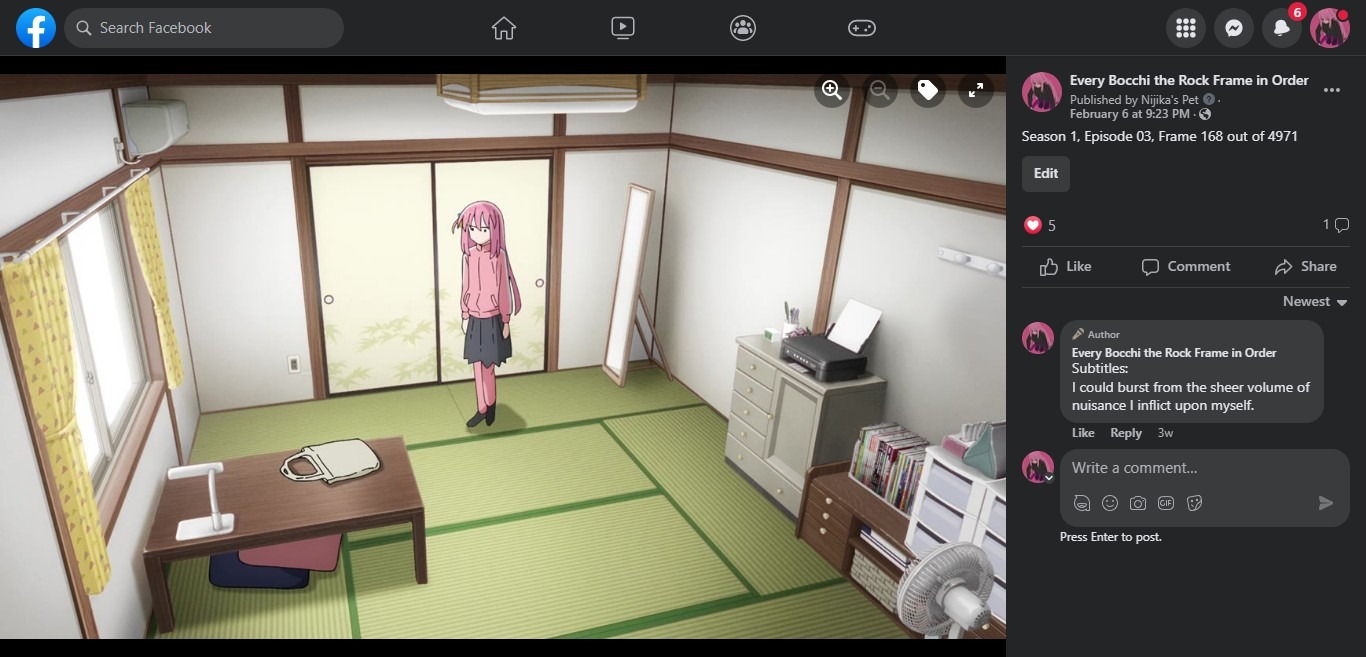 Search Facebook
6
Every Bocchi the Rock Frame in Order
Published by Nijika's Pet ·
February 6 at 9:23 PM ·
Season 1, Episode 03, Frame 168 out of 4971
Edit
5
1
Like
Comment
Share
Newest
Author
Every Bocchi the Rock Frame in Order
Subtitles:
I could burst from the sheer volume of
nuisance I inflict upon myself.
Like Reply 3w
Write a comment...
GIF
Press Enter to post.